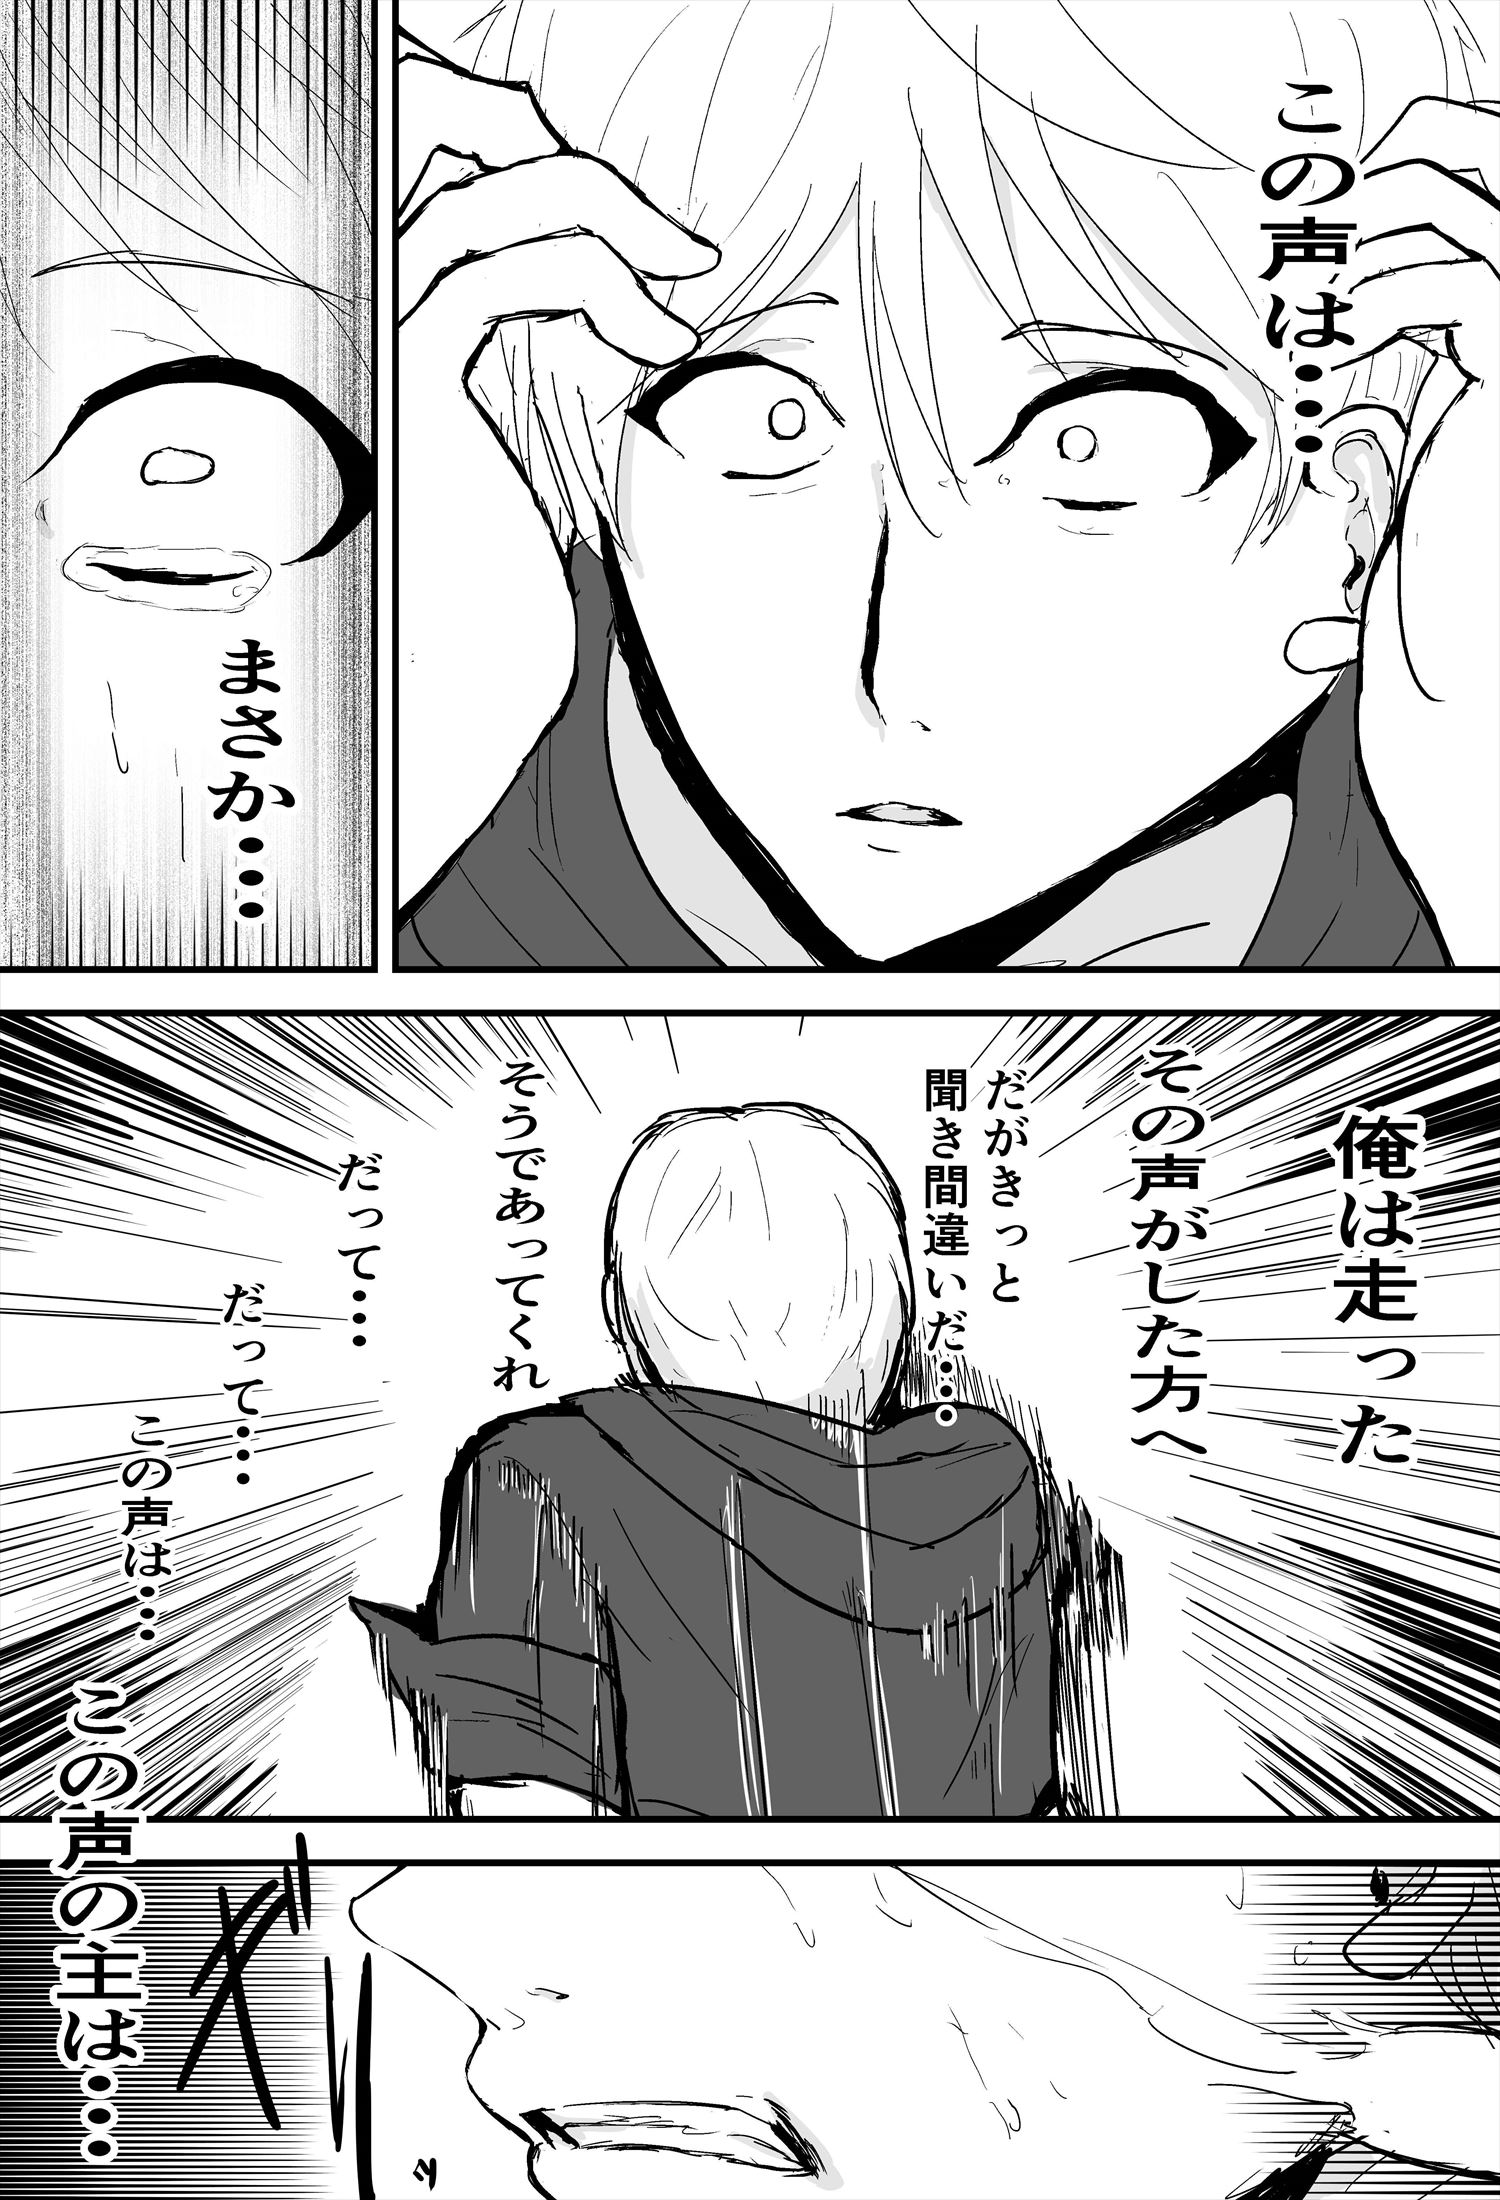 この声は……
まさか……
俺は走った
その声がした方へ
だがきっと
聞き間違いだ……
そうであってくれ
だって……
だって……
この声は……
この声の主は……